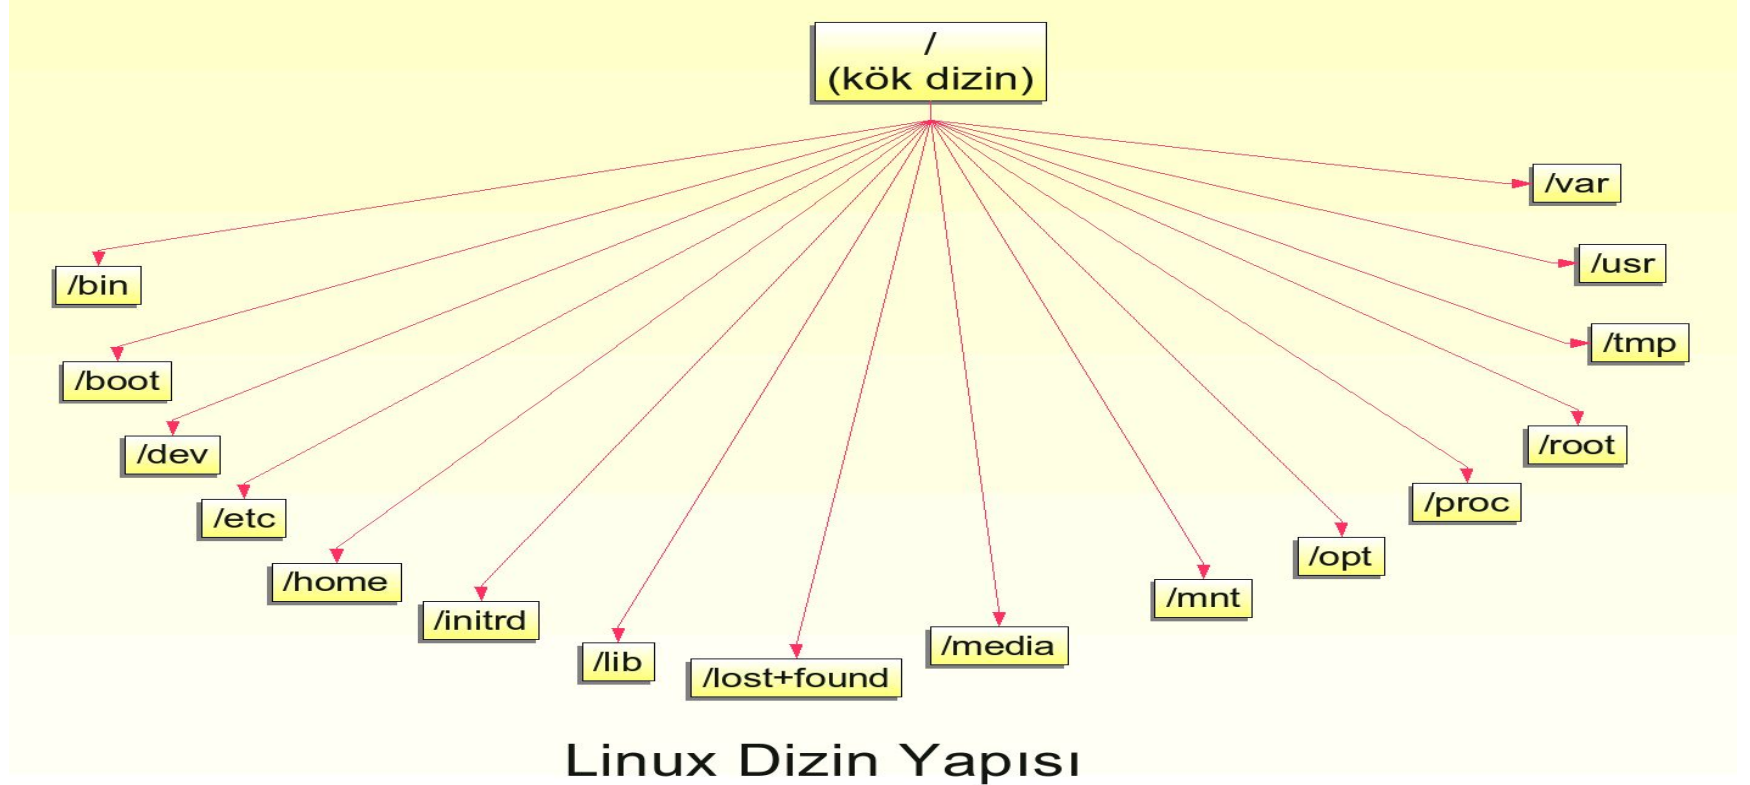 /
(kök dizin)
/bin
/boot
/dev
/etc
/home
/initrd
/lib
/lost+found
/media
/mnt
/opt
/proc
/root
/tmp
/usr
/var
Linux Dizin Yapısı